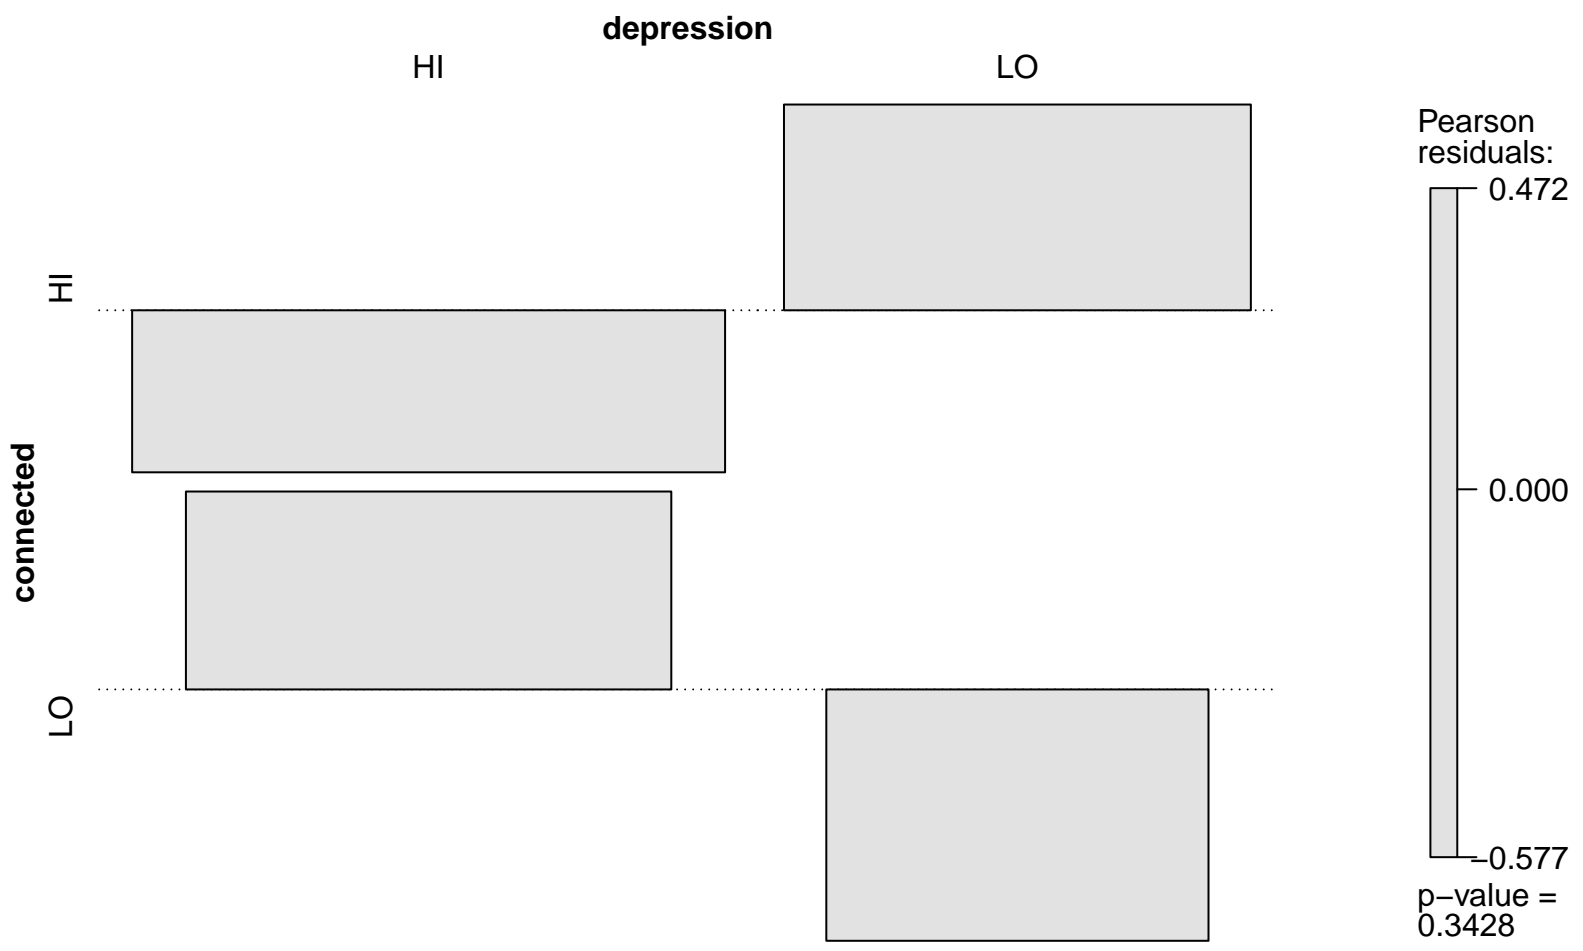 depression
HI LO
HI
connected
LO
Pearson
residuals:
0.472
0.000
−0.577
p−value =
0.3428